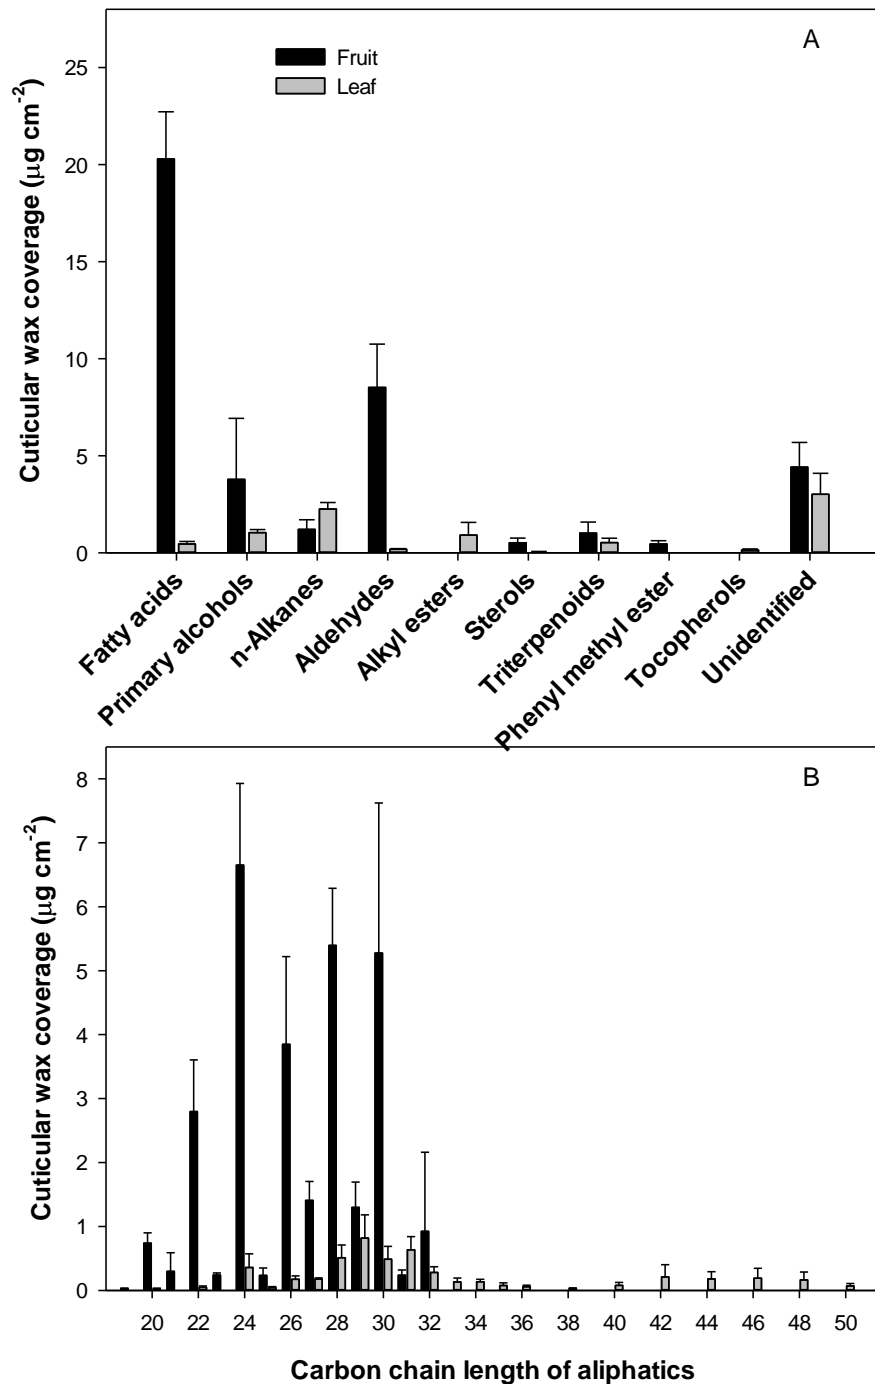 A
Fruit
Leaf
Cuticular wax coverage (μg cm-2)
25
20
15
10
5
0
Fatty acids
Primary alcohols
n-Alkanes
Aldehydes
Alkyl esters
Sterols
Triterpenoids
Phenyl methyl ester
Tocopherols
Unidentified
B
Cuticular wax coverage (μg cm-2)
8
7
6
5
4
3
2
1
0
20 22 24 26 28 30 32 34 36 38 40 42 44 46 48 50
Carbon chain length of aliphatics